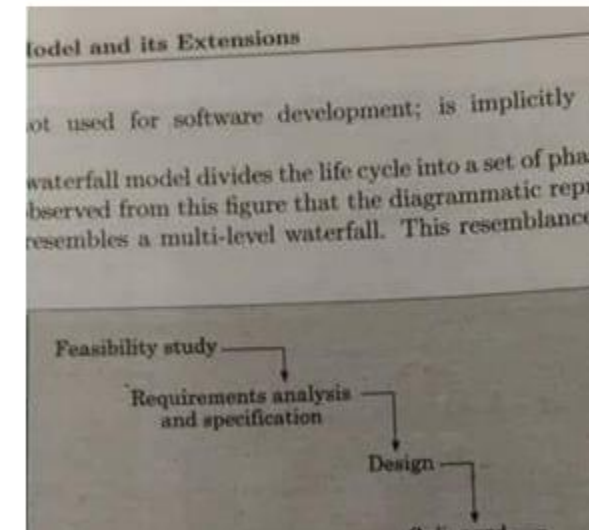 odel and its Extensions
ot used for software development; is implicitly
waterfall model divides the life cycle into a set of pha
bserved from this figure that the diagrammatic rep
resembles a multi-level waterfall. This resemblance
Feasibility study
Requirements analysis
and specification
Design